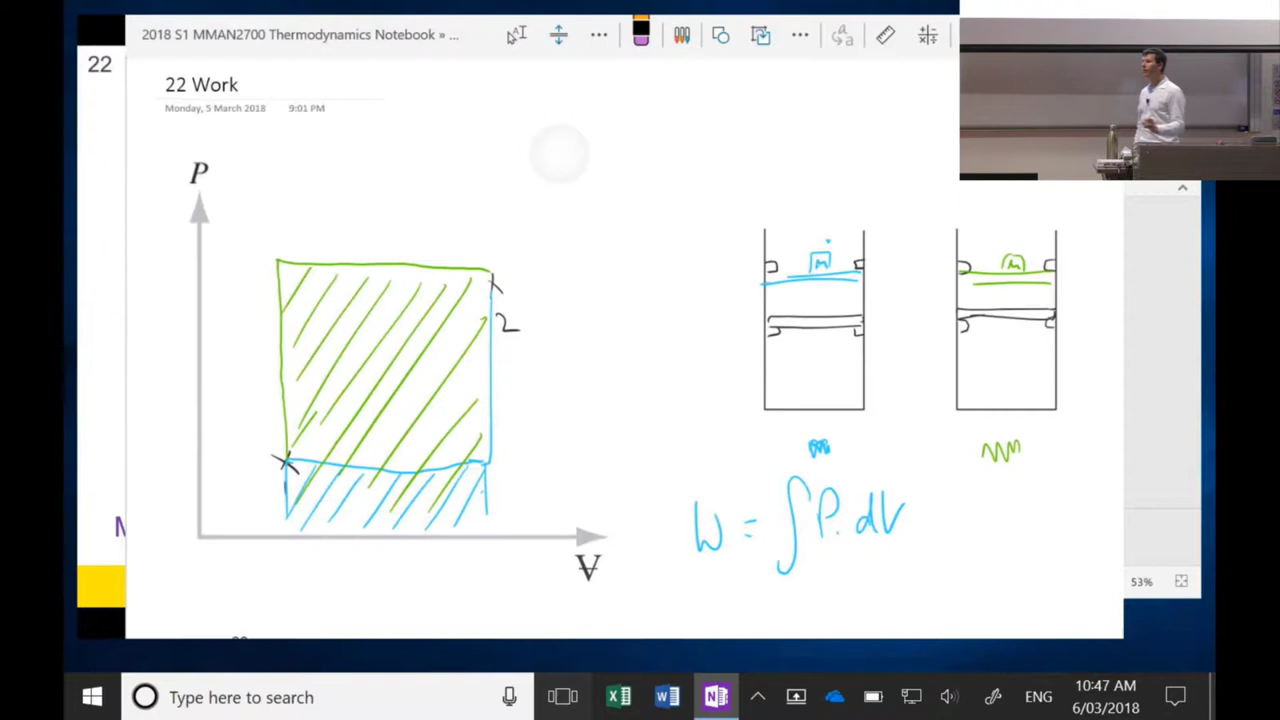 2018 S1 MMAN2700 Thermodynamics Notebook » ...
22
22 Work
Monday, 5 March 2018 9:01 PM
P
m
m
2
W = ∫P.dV
V
53%
Type here to search
ENG
10:47 AM
6/03/2018